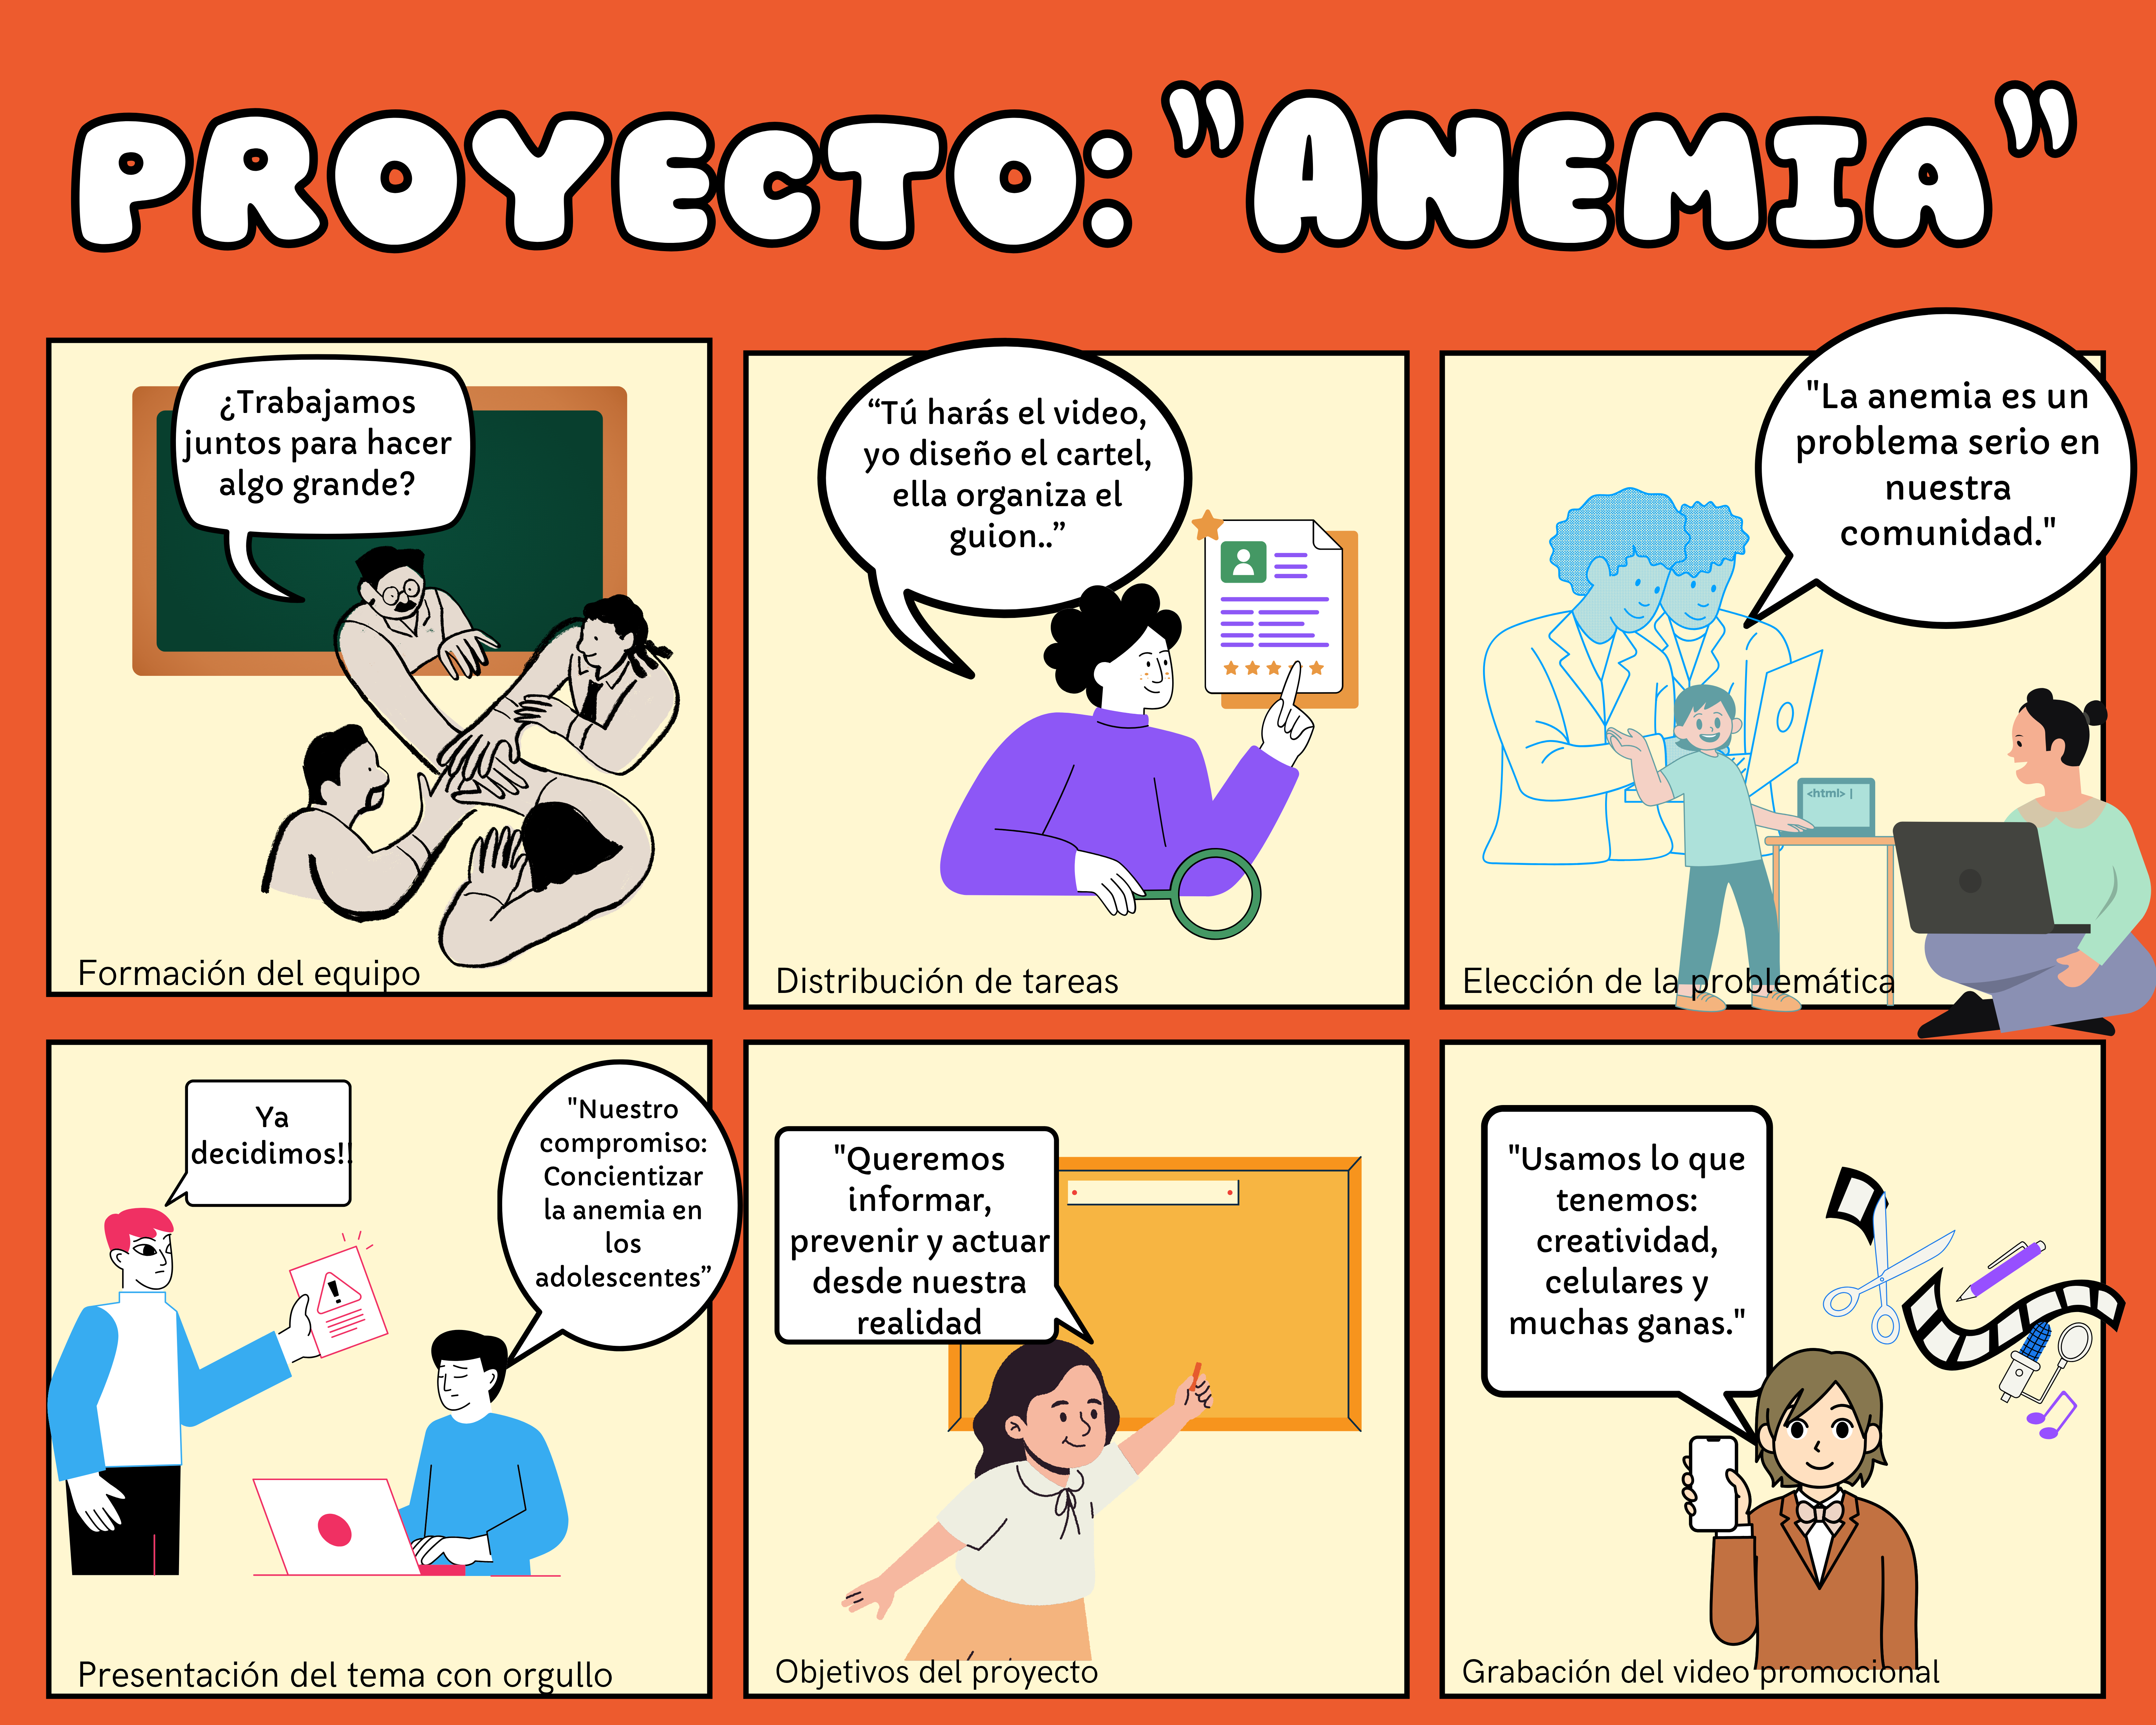 PROYECTO: "ANEMIA"
¿Trabajamos
juntos para hacer
algo grande?
Formación del equipo
“Tú harás el video,
yo diseño el cartel,
ella organiza el
guion..”
Distribución de tareas
"La anemia es un
problema serio en
nuestra
comunidad."
<html> |
Elección de la problemática
Ya
decidimos!!
"Nuestro
compromiso:
Concientizar
la anemia en
los
adolescentes”
!
Presentación del tema con orgullo
"Queremos
informar,
prevenir y actuar
desde nuestra
realidad
Objetivos del proyecto
"Usamos lo que
tenemos:
creatividad,
celulares y
muchas ganas."
Grabación del video promocional